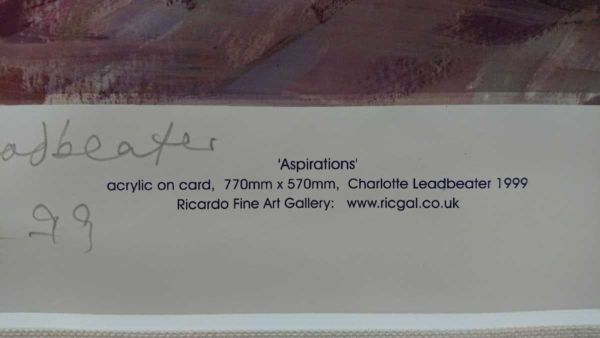 adbeater
99
'Aspirations'
acrylic on card, 770mm x 570mm, Charlotte Leadbeater 1999
Ricardo Fine Art Gallery: www.ricgal.co.uk